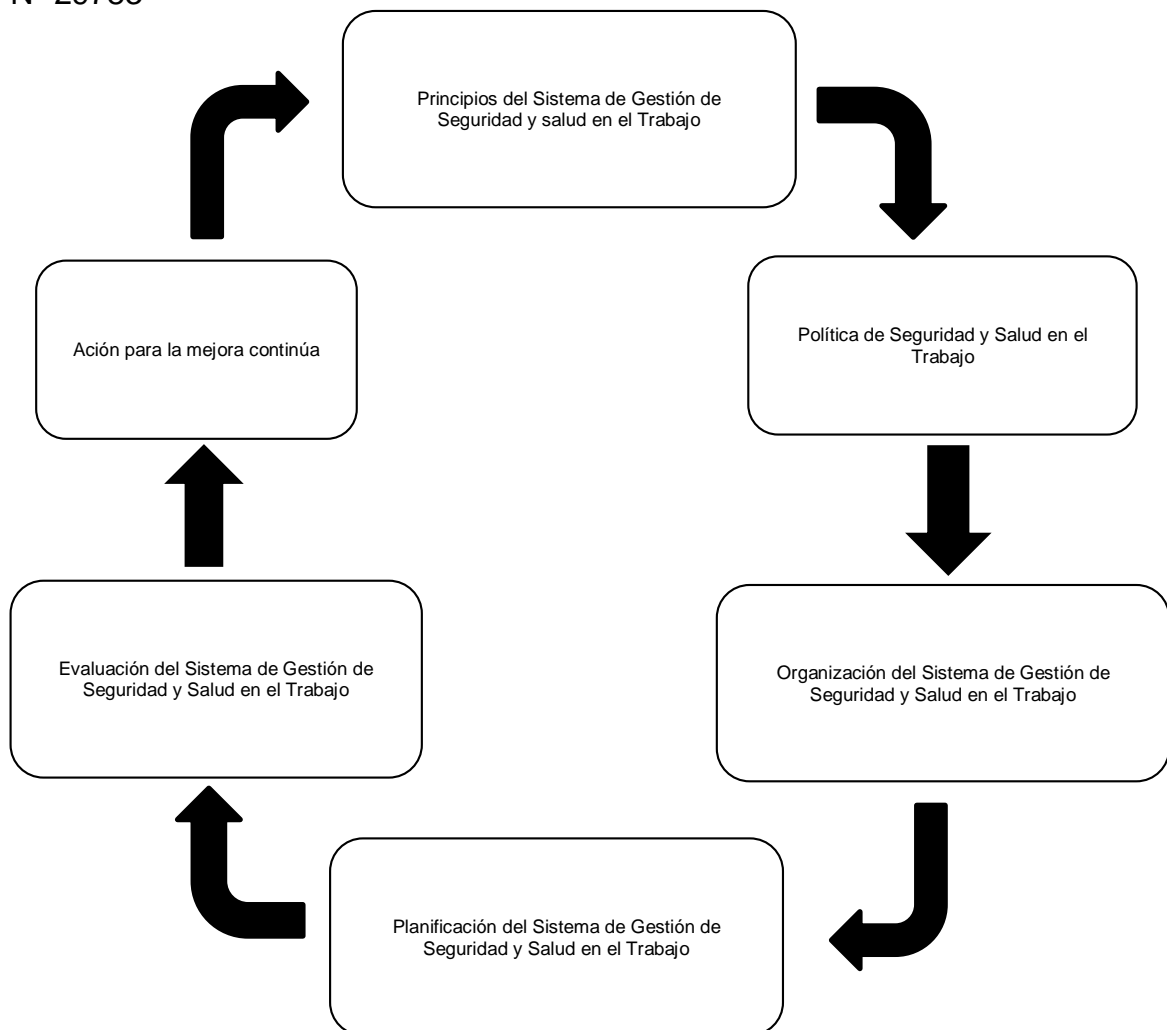 Principios del Sistema de Gestión de
Seguridad y salud en el Trabajo
Política de Seguridad y Salud en el
Trabajo
Organización del Sistema de Gestión de
Seguridad y Salud en el Trabajo
Planificación del Sistema de Gestión de
Seguridad y Salud en el Trabajo
Evaluación del Sistema de Gestión de
Seguridad y Salud en el Trabajo
Ación para la mejora continúa